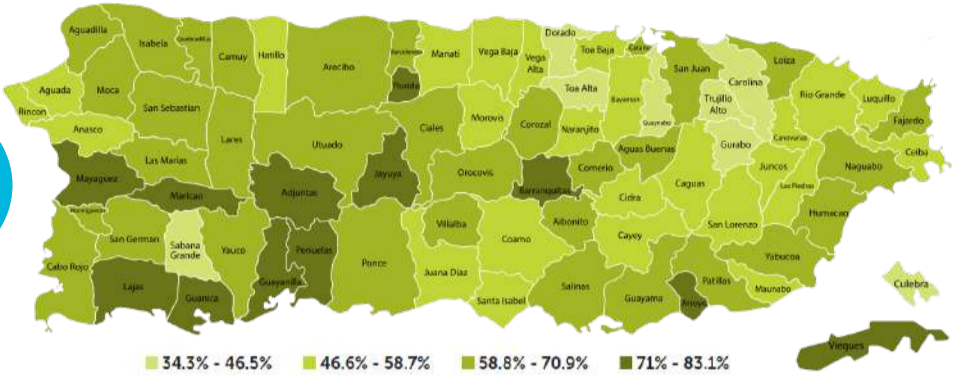 Aguadilla
Isabela
Quebradillas
Camuy
Hatillo
Arecibo
Barceloneta
Manati
Vega Baja
Vega Alta
Dorado
Toa Baja
Cataño
San Juan
Carolina
Loiza
Rio Grande
Luquillo
Fajardo
Ceiba
Aguada
Moca
Rincon
Anasco
San Sebastian
Lares
Utuado
Florida
Ciales
Morovis
Corozal
Toa Alta
Naranjito
Bayamon
Guaynabo
Trujillo Alto
Gurabo
Canovanas
Juncos
Las Piedras
Naguabo
Humacao
Las Marias
Mayaguez
Marican
Adjuntas
Jayuya
Orocovis
Barranquitas
Comerio
Aguas Buenas
Cidra
Caguas
San Lorenzo
Yabucoa
Hormigueros
San German
Sabana Grande
Yauco
Guayanilla
Penuelas
Ponce
Villalba
Juana Diaz
Coamo
Aibonito
Cayey
Cabo Rojo
Lajas
Guanica
Santa Isabel
Salinas
Guayama
Arroyo
Patillas
Maunabo
Culebra
Vieques
34.3% - 46.5%
46.6% - 58.7%
58.8% - 70.9%
71% - 83.1%